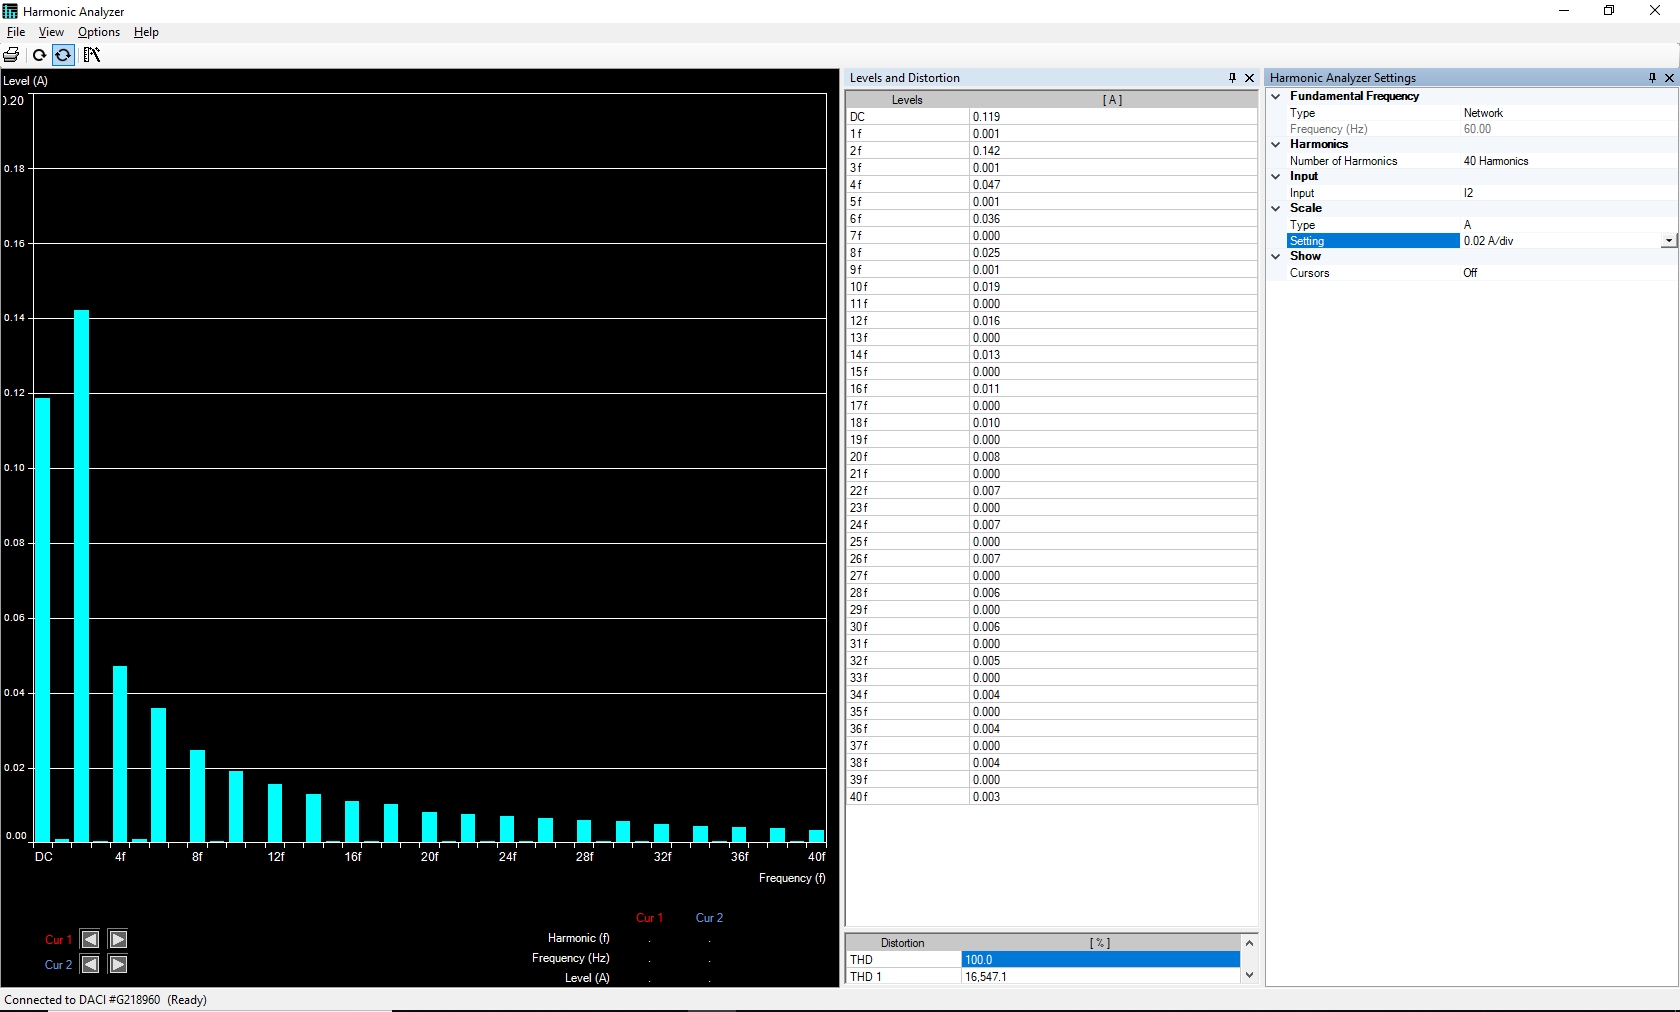 Harmonic Analyzer
File View Options Help
Level (A)
0.20
0.18
0.16
0.14
0.12
0.10
0.08
0.06
0.04
0.02
0.00
DC 4f 8f 12f 16f 20f 24f 28f 32f 36f 40f
Frequency (f)
Cur 1 Cur 2
Cur 1
Cur 2
Harmonic (f) . .
Frequency (Hz) . .
Level (A) . .
Levels and Distortion
Levels [ A ]
DC 0.119
1f 0.001
2f 0.142
3f 0.001
4f 0.047
5f 0.001
6f 0.036
7f 0.000
8f 0.025
9f 0.001
10f 0.019
11f 0.000
12f 0.016
13f 0.000
14f 0.013
15f 0.000
16f 0.011
17f 0.000
18f 0.010
19f 0.000
20f 0.008
21f 0.000
22f 0.007
23f 0.000
24f 0.007
25f 0.000
26f 0.007
27f 0.000
28f 0.006
29f 0.000
30f 0.006
31f 0.000
32f 0.005
33f 0.000
34f 0.004
35f 0.000
36f 0.004
37f 0.000
38f 0.004
39f 0.000
40f 0.003
Distortion [ % ]
THD 100.0
THD 1 16,547.1
Harmonic Analyzer Settings
Fundamental Frequency
Type Network
Frequency (Hz) 60.00
Harmonics
Number of Harmonics 40 Hamonics
Input
Input I2
Scale
Type A
Setting 0.02 A/div
Show
Cursors Off
Connected to DACI #G218960 (Ready)